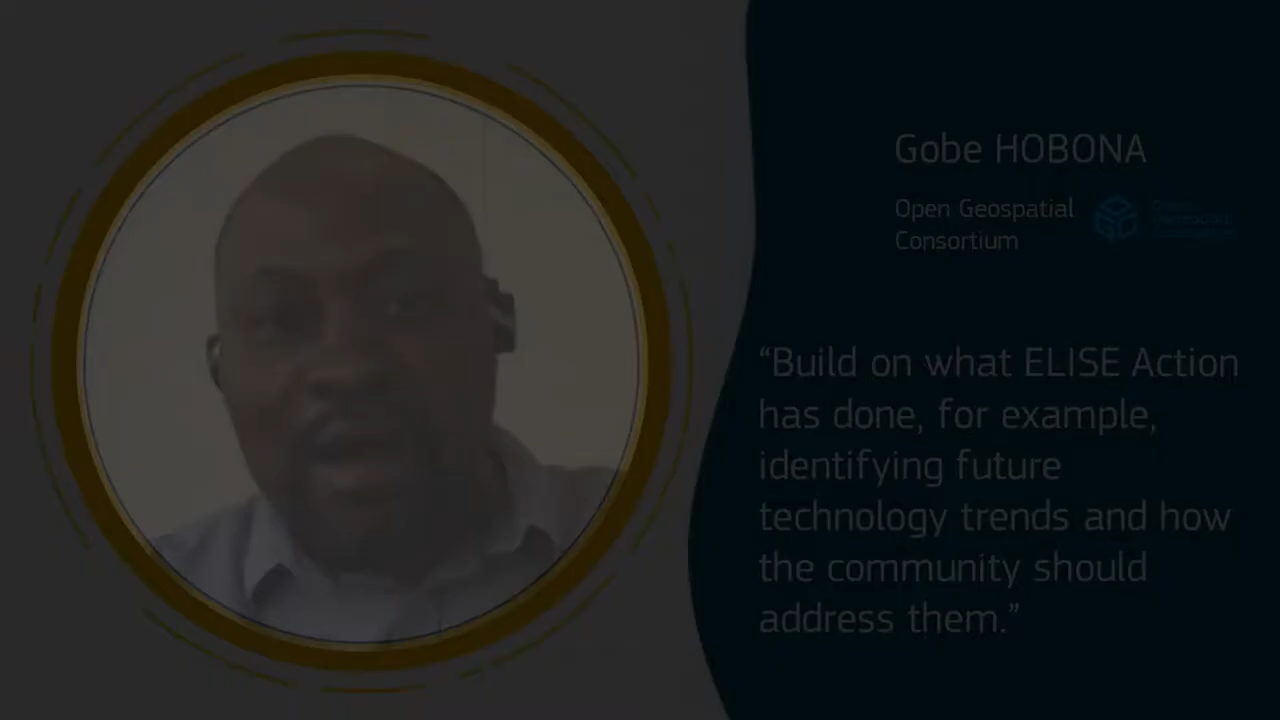 Gobe HOBONA
Open Geospatial
Consortium
“Build on what ELISE Action
has done, for example,
identifying future
technology trends and how
the community should
address them.”